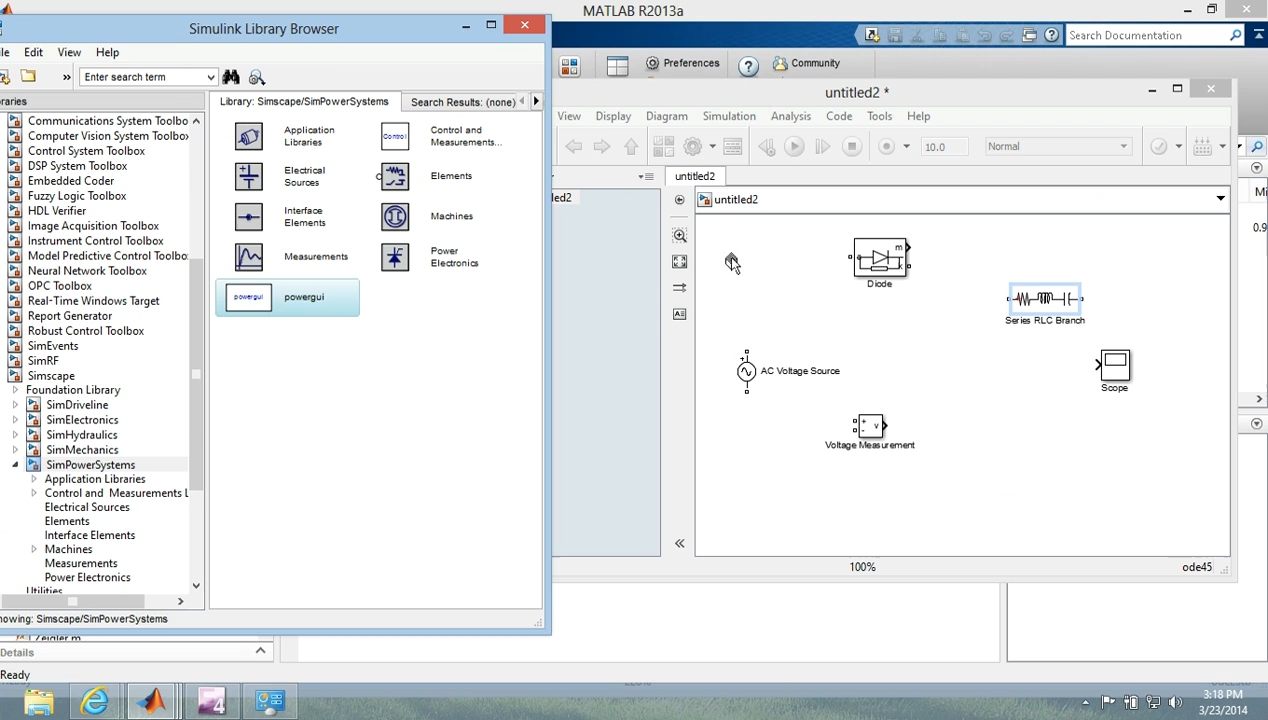 MATLAB R2013a
Simulink Library Browser
Search Documentation
Edit View Help
Preferences
Community
Enter search term
untitled2 *
Library: Simscape/SimPowerSystems
Search Results: (none)
View Display Diagram Simulation Analysis Code Tools Help
Communications System Toolbo
Computer Vision System Toolbo
Control System Toolbox
DSP System Toolbox
Embedded Coder
Fuzzy Logic Toolbox
HDL Verifier
Image Acquisition Toolbox
Instrument Control Toolbox
Model Predictive Control Toolbo
Neural Network Toolbox
OPC Toolbox
Real-Time Windows Target
Report Generator
Robust Control Toolbox
SimEvents
SimRF
Simscape
Foundation Library
SimDriveline
SimElectronics
SimHydraulics
SimMechanics
SimPowerSystems
Application Libraries
Control and Measurements L
Electrical Sources
Elements
Interface Elements
Machines
Measurements
Power Electronics
Utilities
Application
Libraries
Control
Control and
Measurements...
Electrical
Sources
Elements
Interface
Elements
Machines
Measurements
Power
Electronics
powergui
powergui
10.0
Normal
untitled2
untitled2
m
a
k
Diode
Series RLC Branch
AC Voltage Source
Scope
+
-
v
Voltage Measurement
100%
ode45
Mi
0.9
Showing: Simscape/SimPowerSystems
Zeigler.m
Details
Ready
3:18 PM
3/23/2014